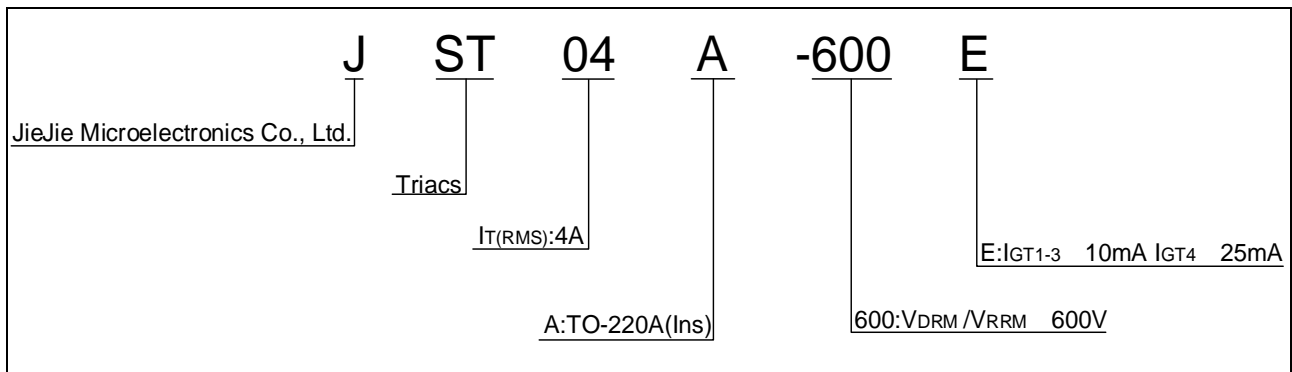 J ST 04 A -600 E
JieJie Microelectronics Co., Ltd.
Triacs
IT(RMS):4A
E:IGT1-3 10mA IGT4 25mA
A:TO-220A(Ins)
600:VDRM /VRRM 600V